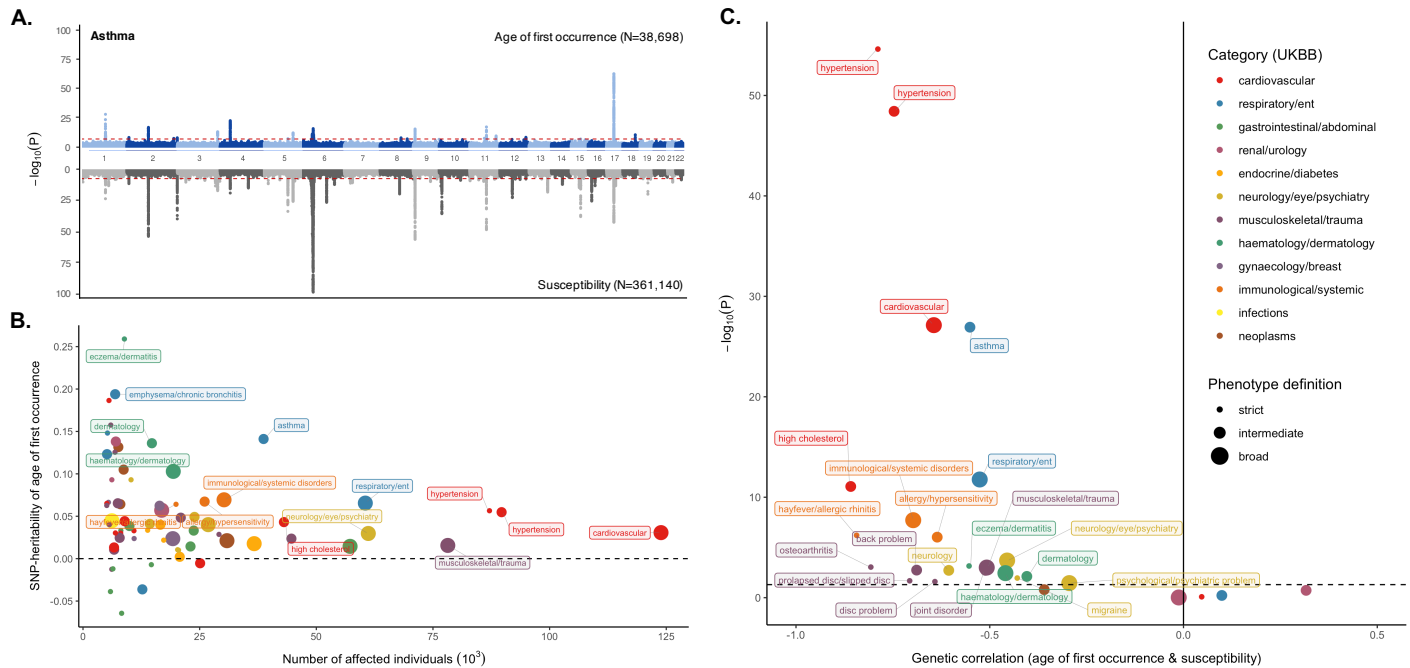 A.
Asthma
Age of first occurrence (N=38,698)
100
75
50
25
0
1 2 3 4 5 6 7 8 9 10 11 12 13 14 15 16 17 18 19 20 21 22
0
25
50
75
100
−log10(P)
Susceptibility (N=361,140)
B.
0.25
0.20
0.15
0.10
0.05
0.00
-0.05
SNP-heritability of age of first occurrence
eczema/dermatitis
emphysema/chronic bronchitis
dermatology
asthma
haematology/dermatology
immunological/systemic disorders
respiratory/ent
hypertension
hayfever/allergic rhinitis
allergy/hypersensitivity
neurology/eye/psychiatry
hypertension
cardiovascular
high cholesterol
musculoskeletal/trauma
0 25 50 75 100 125
Number of affected individuals (10³)
C.
50
40
30
20
10
0
−log10(P)
hypertension
hypertension
cardiovascular
asthma
high cholesterol
immunological/systemic disorders
respiratory/ent
hayfever/allergic rhinitis
allergy/hypersensitivity
musculoskeletal/trauma
back problem
eczema/dermatitis
neurology/eye/psychiatry
osteoarthritis
neurology
dermatology
prolapsed disc/slipped disc
psychological/psychiatric problem
haematology/dermatology
disc problem
joint disorder
migraine
-1.0 -0.5 0.0 0.5
Genetic correlation (age of first occurrence & susceptibility)
Category (UKBB)
cardiovascular
respiratory/ent
gastrointestinal/abdominal
renal/urology
endocrine/diabetes
neurology/eye/psychiatry
musculoskeletal/trauma
haematology/dermatology
gynaecology/breast
immunological/systemic
infections
neoplasms
Phenotype definition
strict
intermediate
broad